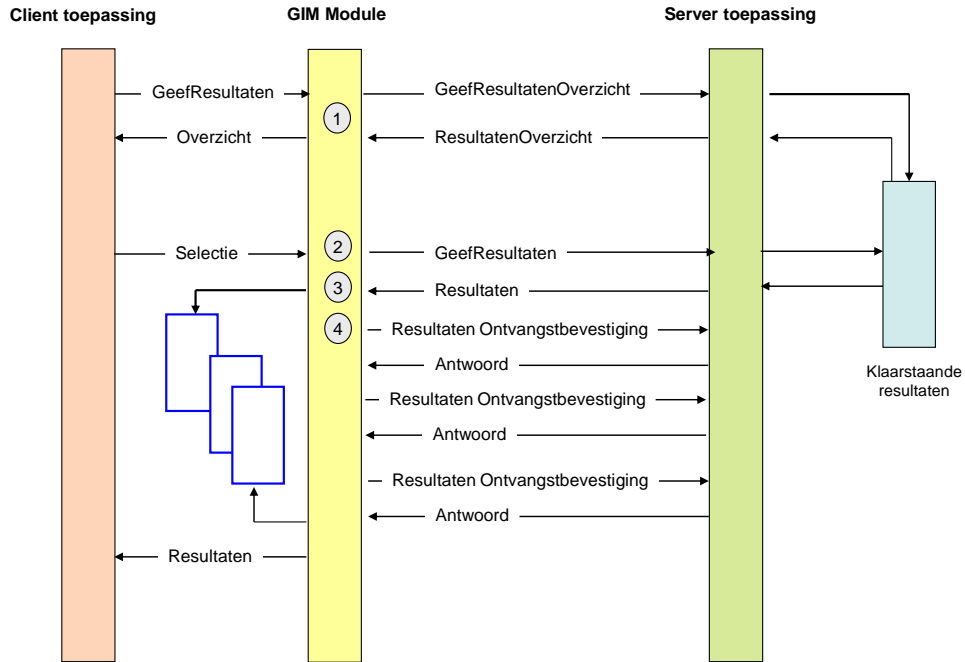 Client toepassing
GIM Module
Server toepassing
GeefResultaten
GeefResultatenOverzicht
1
Overzicht
ResultatenOverzicht
2
Selectie
GeefResultaten
3
Resultaten
4
Resultaten Ontvangstbevestiging
Antwoord
Klaarstaande
resultaten
Resultaten Ontvangstbevestiging
Antwoord
Resultaten Ontvangstbevestiging
Antwoord
Resultaten